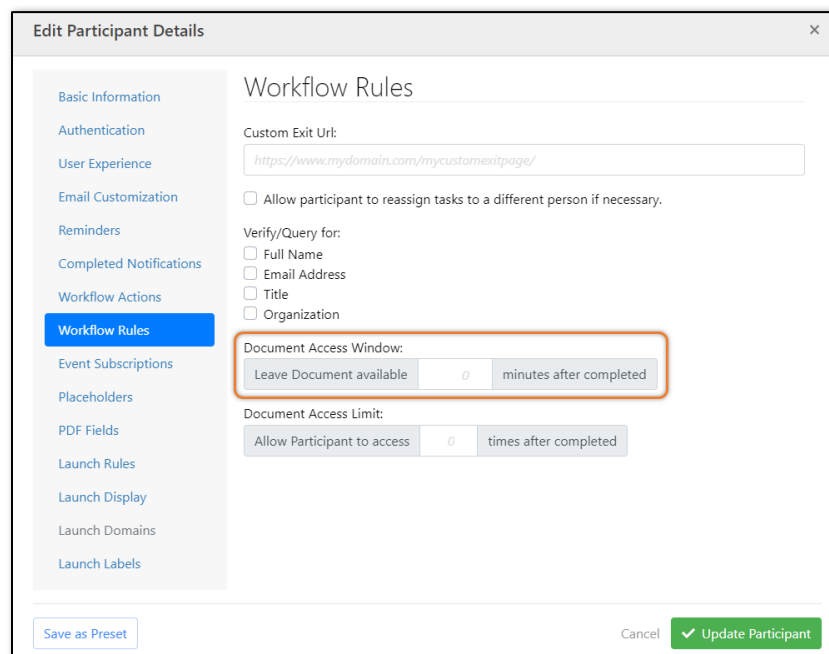 Edit Participant Details
×
Basic Information
Authentication
User Experience
Email Customization
Reminders
Completed Notifications
Workflow Actions
Workflow Rules
Event Subscriptions
Placeholders
PDF Fields
Launch Rules
Launch Display
Launch Domains
Launch Labels
Workflow Rules
Custom Exit Url:
https://www.mydomain.com/mycustomexitpage/
Allow participant to reassign tasks to a different person if necessary.
Verify/Query for:
Full Name
Email Address
Title
Organization
Document Access Window:
Leave Document available 0 minutes after completed
Document Access Limit:
Allow Participant to access 0 times after completed
Save as Preset
Cancel
Update Participant